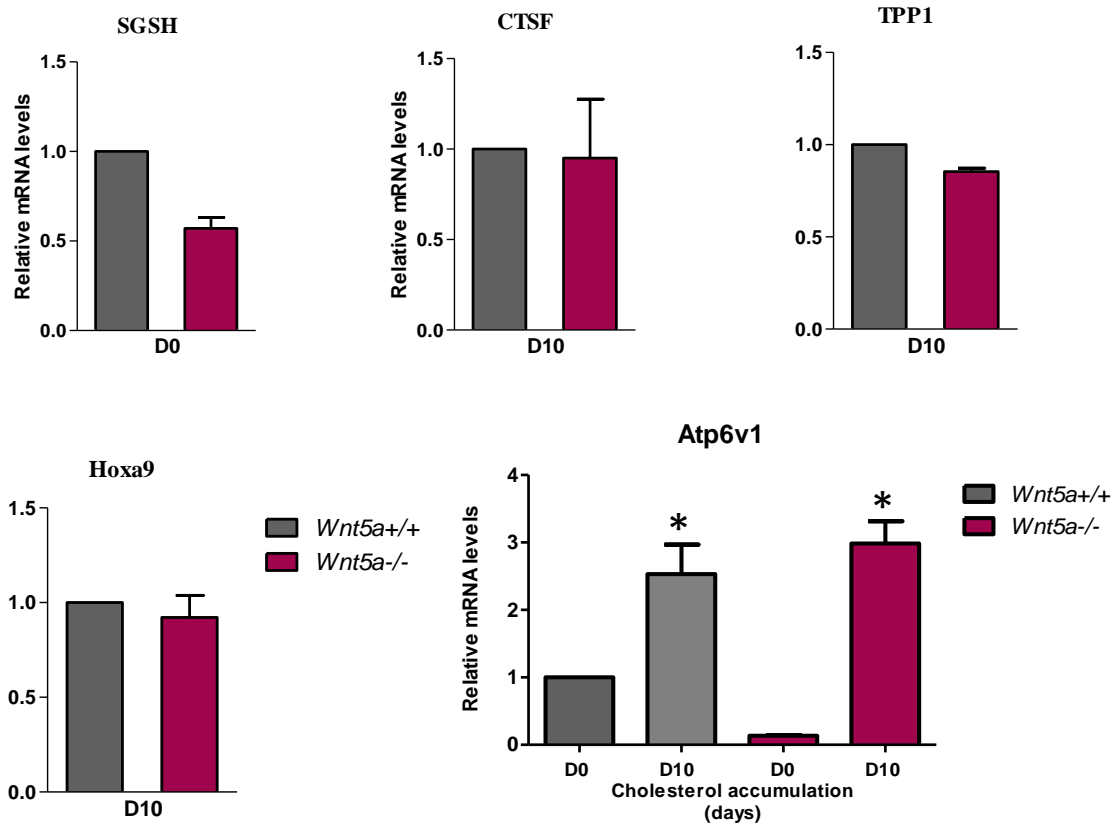 SGSH
1.5
1.0
0.5
0.0
Relative mRNA levels
D0
CTSF
1.5
1.0
0.5
0.0
Relative mRNA levels
D10
TPP1
1.5
1.0
0.5
0.0
D10
Hoxa9
1.5
1.0
0.5
0.0
D10
Wnt5a+/+
Wnt5a-/-
Atp6v1
4
3
2
1
0
Relative mRNA levels
*
*
D0 D10 D0 D10
Cholesterol accumulation
(days)
Wnt5a+/+
Wnt5a-/-